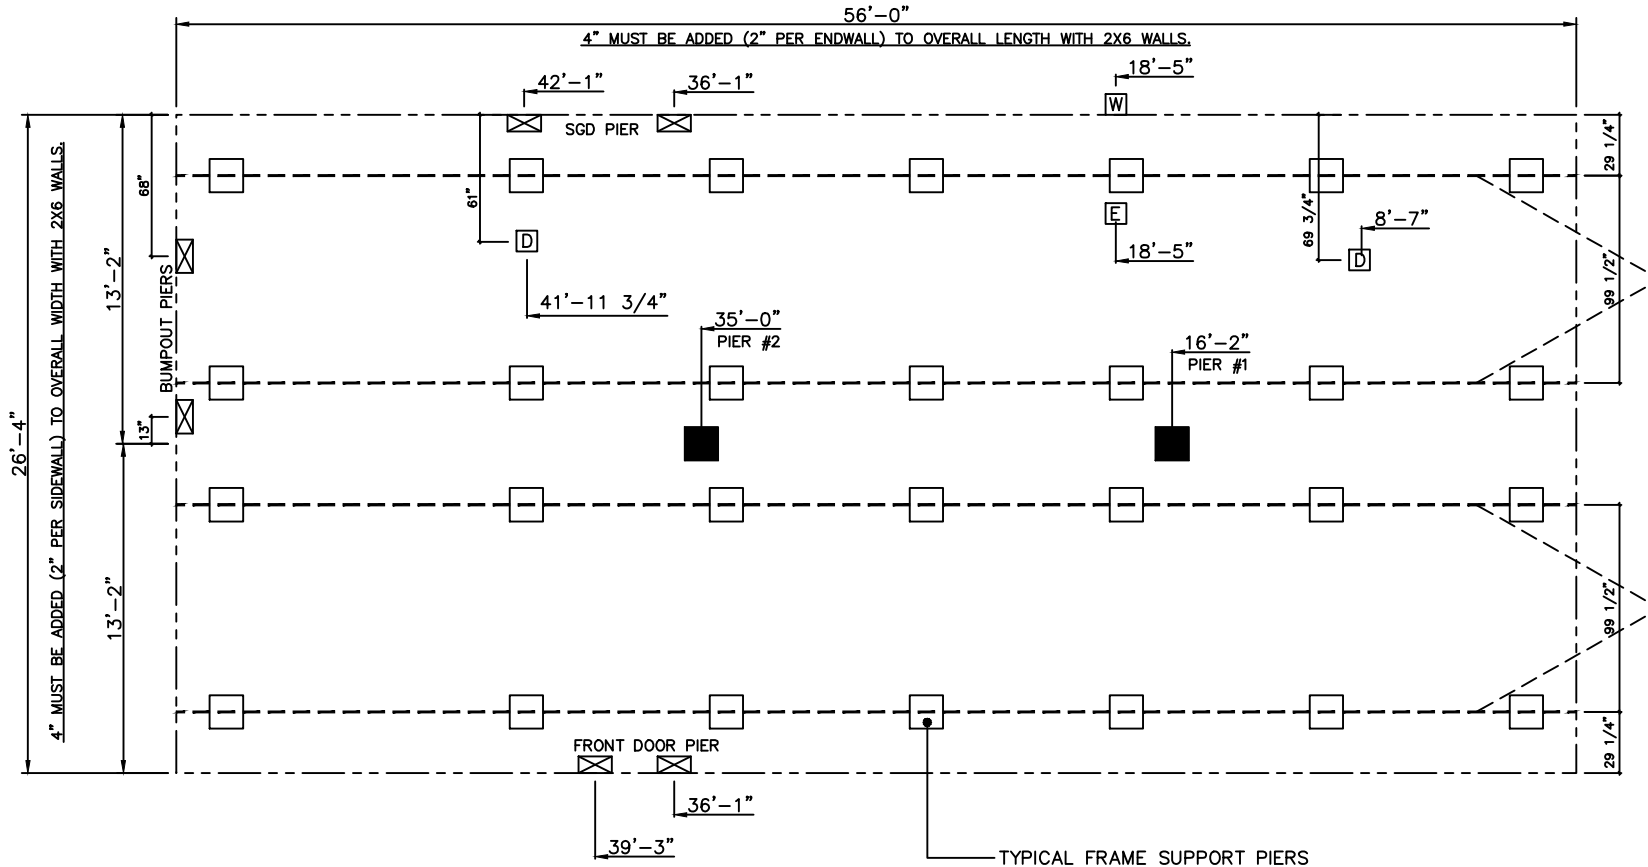 56'-0"
4" MUST BE ADDED (2" PER ENDWALL) TO OVERALL LENGTH WITH 2X6 WALLS.
42'-1"
36'-1"
18'-5"
W
SGD PIER
29 1/4"
68"
61"
E
69 3/4"
8'-7"
D
D
18'-5"
99 1/2"
13'-2"
BUMPOUT PIERS
41'-11 3/4"
35'-0"
PIER #2
16'-2"
PIER #1
13"
26'-4"
4" MUST BE ADDED (2" PER SIDEWALL) TO OVERALL WIDTH WITH 2X6 WALLS.
13'-2"
99 1/2"
29 1/4"
FRONT DOOR PIER
36'-1"
39'-3"
TYPICAL FRAME SUPPORT PIERS